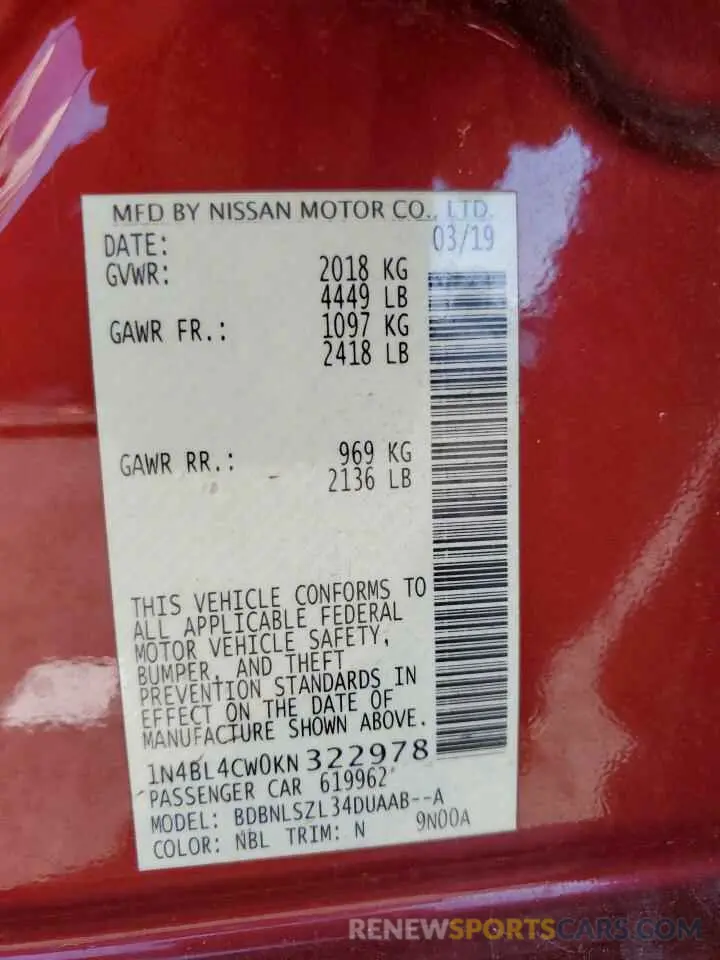 MFD BY NISSAN MOTOR CO., LTD.
DATE: 03/19
GVWR: 2018 KG
4449 LB
GAWR FR.: 1097 KG
2418 LB
GAWR RR.: 969 KG
2136 LB
THIS VEHICLE CONFORMS TO
ALL APPLICABLE FEDERAL
MOTOR VEHICLE SAFETY,
BUMPER, AND THEFT
PREVENTION STANDARDS IN
EFFECT ON THE DATE OF
MANUFACTURE SHOWN ABOVE.
1N4BL4CW0KN322978
PASSENGER CAR 619962
MODEL: BDBNLSZL34DUAAB--A
COLOR: NBL TRIM: N 9N00A
RENEWSPORTSCARS.COM